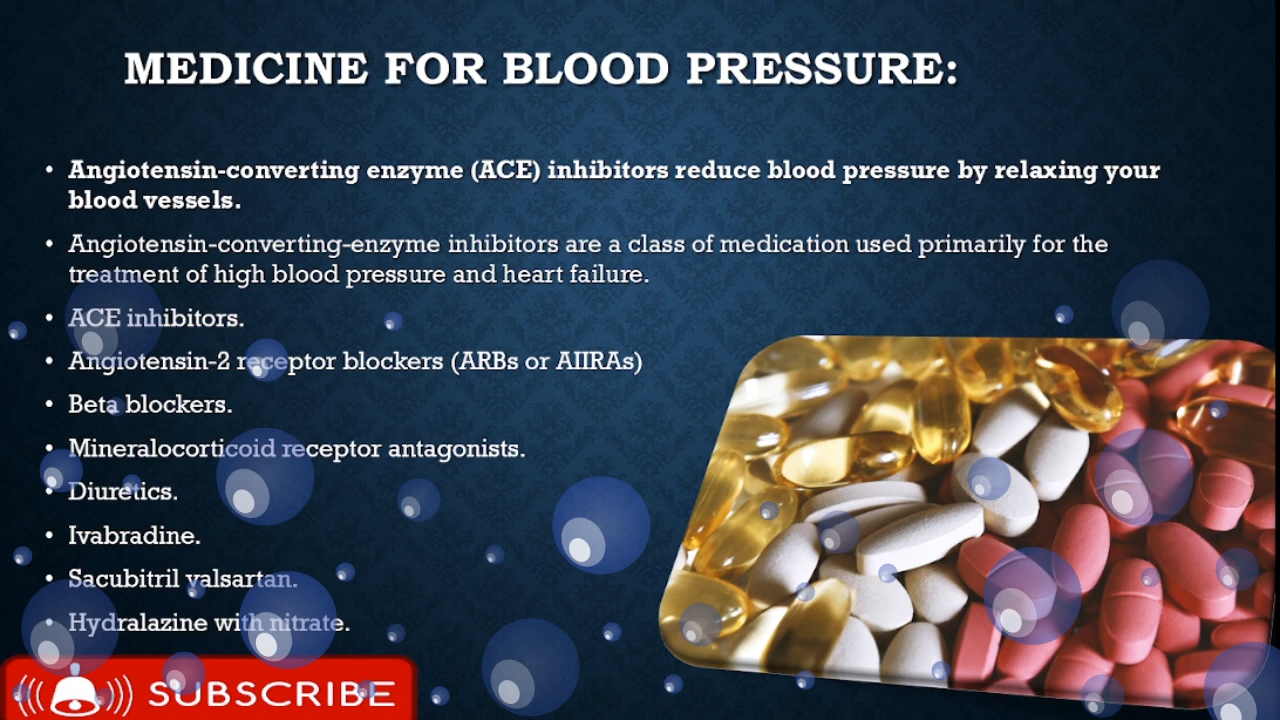 MEDICINE FOR BLOOD PRESSURE:
• Angiotensin-converting enzyme (ACE) inhibitors reduce blood pressure by relaxing your
blood vessels.
• Angiotensin-converting-enzyme inhibitors are a class of medication used primarily for the
treatment of high blood pressure and heart failure.
• ACE inhibitors.
• Angiotensin-2 receptor blockers (ARBs or AIIRAs)
• Beta blockers.
• Mineralocorticoid receptor antagonists.
• Diuretics.
• Ivabradine.
• Sacubitril valsartan.
• Hydralazine with nitrate.
SUBSCRIBE